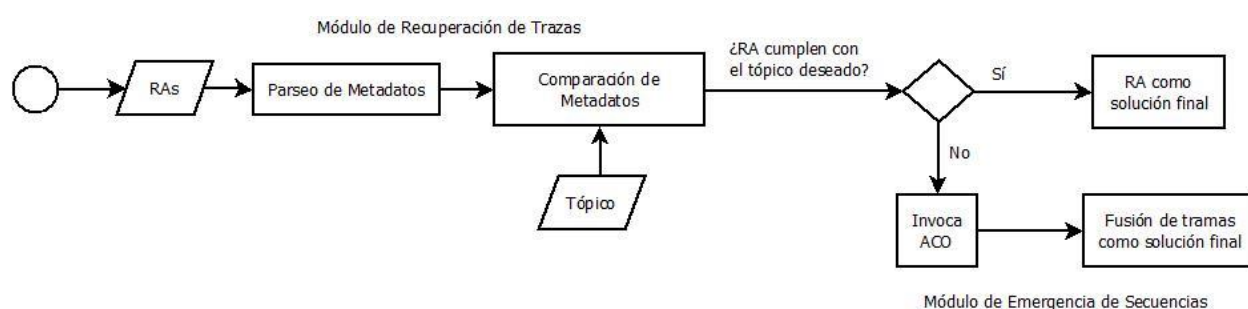 Módulo de Recuperación de Trazas
RAs
Parseo de Metadatos
Comparación de
Metadatos
Tópico
¿RA cumplen con
el tópico deseado?
Sí
RA como
solución final
No
Invoca
ACO
Fusión de tramas
como solución final
Módulo de Emergencia de Secuencias